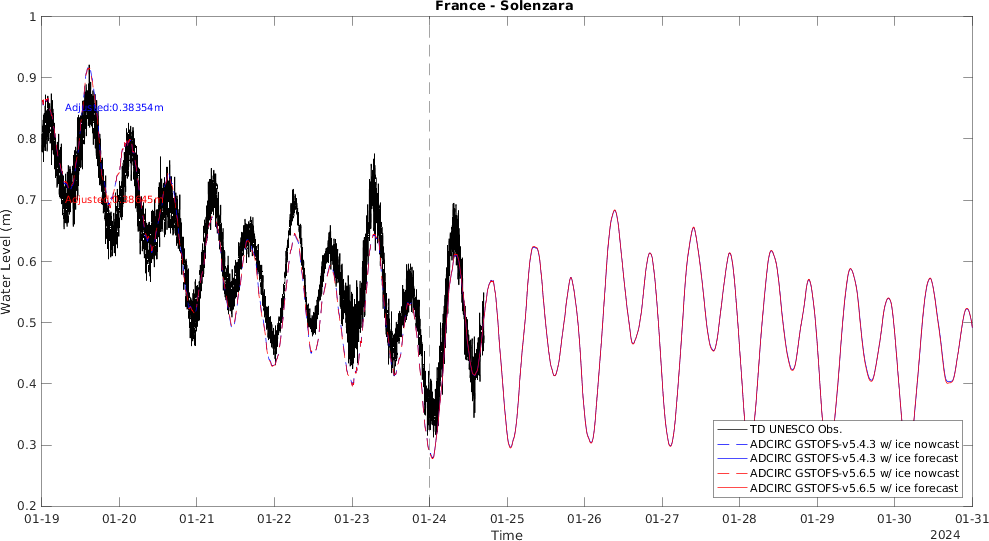 France - Solenzara
1
0.9
0.8
0.7
0.6
0.5
0.4
0.3
0.2
Water Level (m)
Adjusted:0.38354m
TD UNESCO Obs.
ADCIRC GSTOFS-v5.4.3 w/ ice nowcast
ADCIRC GSTOFS-v5.4.3 w/ ice forecast
ADCIRC GSTOFS-v5.6.5 w/ ice nowcast
ADCIRC GSTOFS-v5.6.5 w/ ice forecast
01-19 01-20 01-21 01-22 01-23 01-24 01-25 01-26 01-27 01-28 01-29 01-30 01-31
Time
2024